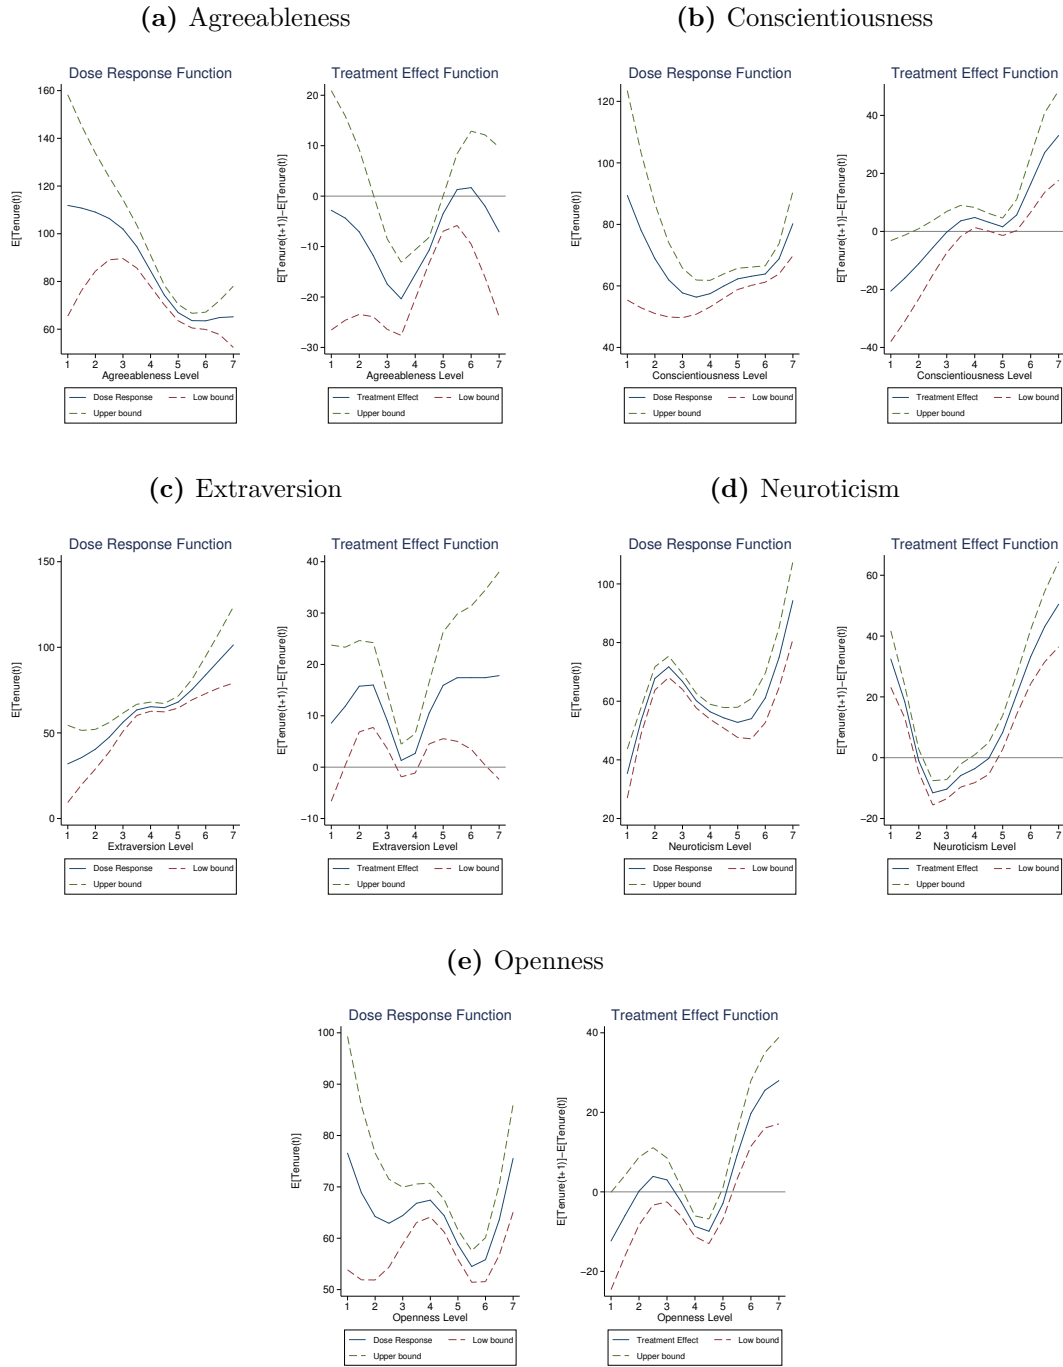 (a) Agreeableness
Dose Response Function
E[Tenure(t)]
160
140
120
100
80
60
1 2 3 4 5 6 7
Agreeableness Level
Dose Response Low bound
Upper bound
Treatment Effect Function
E[Tenure(t+1)]−E[Tenure(t)]
20
10
0
−10
−20
−30
1 2 3 4 5 6 7
Agreeableness Level
Treatment Effect Low bound
Upper bound
(b) Conscientiousness
Dose Response Function
E[Tenure(t)]
120
100
80
60
40
1 2 3 4 5 6 7
Conscientiousness Level
Dose Response Low bound
Upper bound
Treatment Effect Function
E[Tenure(t+1)]−E[Tenure(t)]
40
20
0
−20
−40
1 2 3 4 5 6 7
Conscientiousness Level
Treatment Effect Low bound
Upper bound
(c) Extraversion
Dose Response Function
E[Tenure(t)]
150
100
50
0
1 2 3 4 5 6 7
Extraversion Level
Dose Response Low bound
Upper bound
Treatment Effect Function
E[Tenure(t+1)]−E[Tenure(t)]
40
30
20
10
0
−10
1 2 3 4 5 6 7
Extraversion Level
Treatment Effect Low bound
Upper bound
(d) Neuroticism
Dose Response Function
E[Tenure(t)]
100
80
60
40
20
1 2 3 4 5 6 7
Neuroticism Level
Dose Response Low bound
Upper bound
Treatment Effect Function
E[Tenure(t+1)]−E[Tenure(t)]
60
40
20
0
−20
1 2 3 4 5 6 7
Neuroticism Level
Treatment Effect Low bound
Upper bound
(e) Openness
Dose Response Function
E[Tenure(t)]
100
90
80
70
60
50
1 2 3 4 5 6 7
Openness Level
Dose Response Low bound
Upper bound
Treatment Effect Function
E[Tenure(t+1)]−E[Tenure(t)]
40
20
0
−20
1 2 3 4 5 6 7
Openness Level
Treatment Effect Low bound
Upper bound